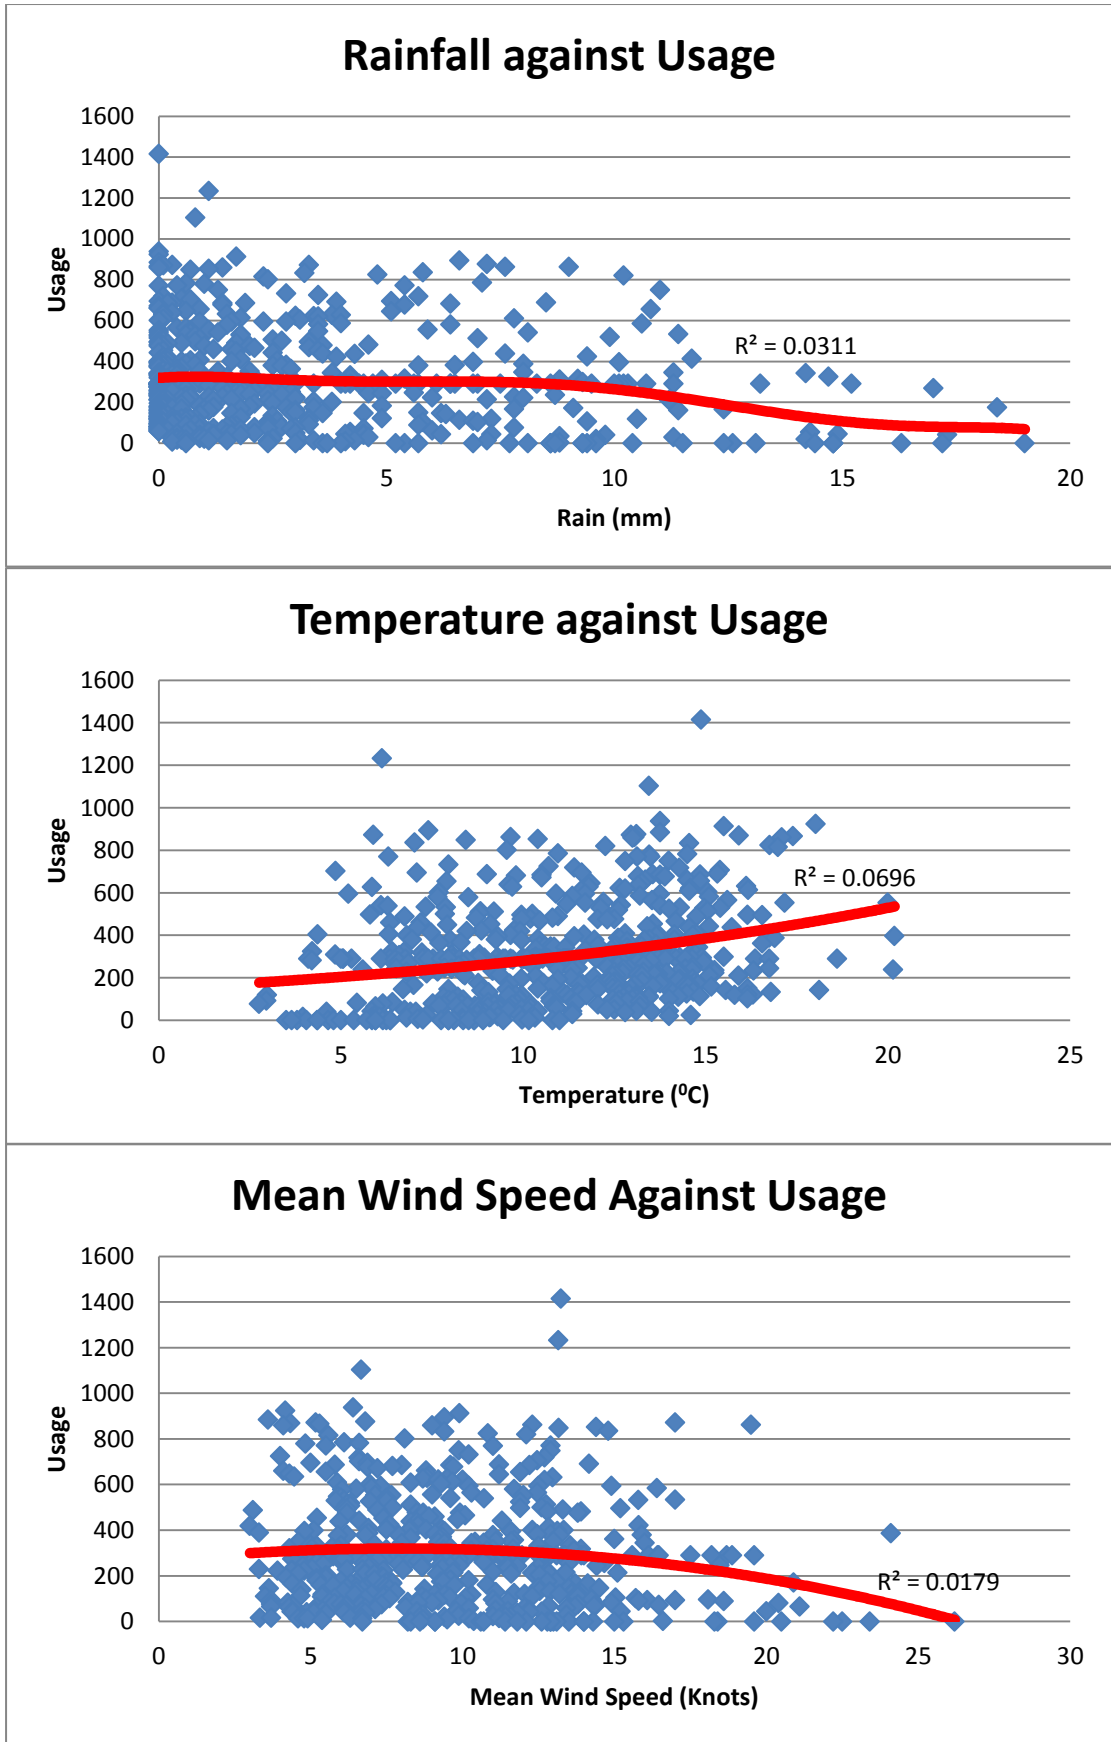 Rainfall against Usage
1600
1400
1200
1000
800
600
400
200
0
Usage
R² = 0.0311
0 5 10 15 20
Rain (mm)
Temperature against Usage
1600
1400
1200
1000
800
600
400
200
0
Usage
R² = 0.0696
0 5 10 15 20 25
Temperature (⁰C)
Mean Wind Speed Against Usage
1600
1400
1200
1000
800
600
400
200
0
Usage
R² = 0.0179
0 5 10 15 20 25 30
Mean Wind Speed (Knots)